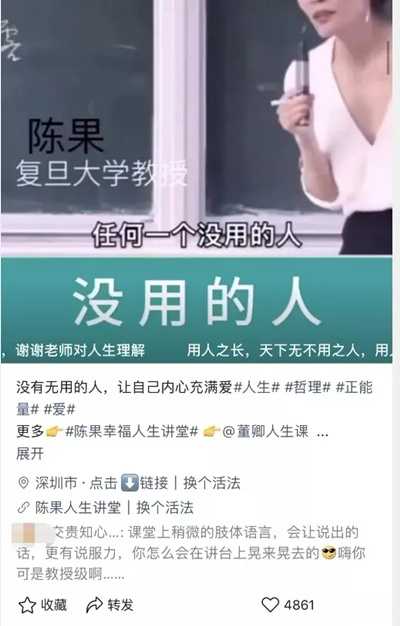 陈果
复旦大学教授
任何一个没用的人
没用的人
，谢谢老师对人生理解 用人之长，天下无不用之人，用人
没有无用的人，让自己内心充满爱#人生# #哲理# #正能
量# #爱#
更多👉#陈果幸福人生讲堂# 👉@董卿人生课 ...
展开
深圳市 · 点击⬇️链接｜换个活法
陈果人生讲堂｜换个活法
交贵知心...: 课堂上稍微的肢体语言，会让说出的
话，更有说服力，你怎么会在讲台上晃来晃去的😎嗨你
可是教授级啊......
收藏 转发 4861